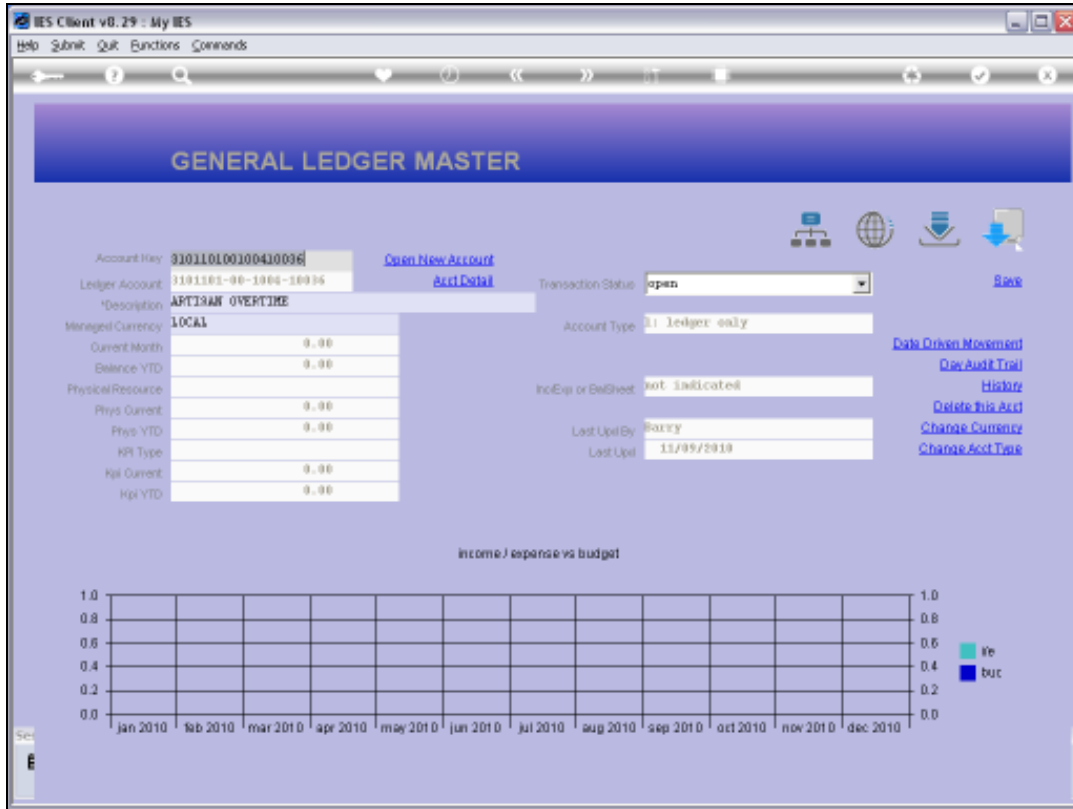 IES Client v8.29 : My IES
Help Submit Quit Functions Commands
GENERAL LEDGER MASTER
Account Key 310110100100410036 Open New Account
Ledger Account 3101101-00-1004-10036 Acct Detail Transaction Status open Save
*Description ARTISAN OVERTIME
Managed Currency LOCAL Account Type 1: ledger only
Current Month 0.00 Date Driven Movement
Balance YTD 0.00 Day Audit Trail
Physical Resource Inc/Exp or BalSheet not indicated History
Phys Current 0.00 Delete this Acct
Phys YTD 0.00 Last Upd By Barry Change Currency
KPI Type Last Upd 11/09/2010 Change Acct Type
Kpi Current 0.00
Kpi YTD 0.00
income / expense vs budget
1.0 1.0
0.8 0.8
0.6 0.6
0.4 0.4
0.2 0.2
0.0 0.0
i/e
buc
jan 2010 feb 2010 mar 2010 apr 2010 may 2010 jun 2010 jul 2010 aug 2010 sep 2010 oct 2010 nov 2010 dec 2010